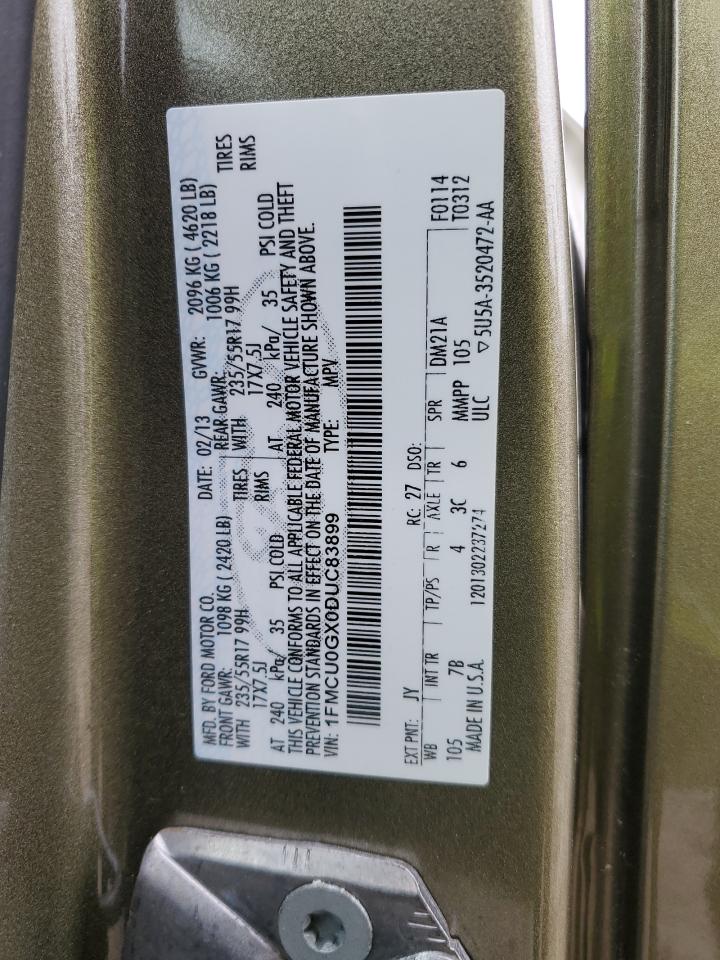 MFD. BY FORD MOTOR CO. DATE: 02/13 GVWR: 2096 KG ( 4620 LB)
FRONT GAWR: 1098 KG ( 2420 LB) REAR GAWR: 1006 KG ( 2218 LB)
WITH 235/55R17 99H TIRES WITH 235/55R17 99H TIRES
17X7.5J RIMS 17X7.5J RIMS
AT 240 kPa/ 35 PSI COLD AT 240 kPa/ 35 PSI COLD
THIS VEHICLE CONFORMS TO ALL APPLICABLE FEDERAL MOTOR VEHICLE SAFETY AND THEFT
PREVENTION STANDARDS IN EFFECT ON THE DATE OF MANUFACTURE SHOWN ABOVE.
VIN: 1FMCU0GX0DUC83899 TYPE: MPV
EXT PNT: JY RC: 27 DSO: F0114
WB INT TR TP/PS R AXLE TR SPR DM21A T0312
105 7B 4 3C 6 MMPP 105
MADE IN U.S.A. 1201302237274 ULC ▽ 5U5A-3520472-AA